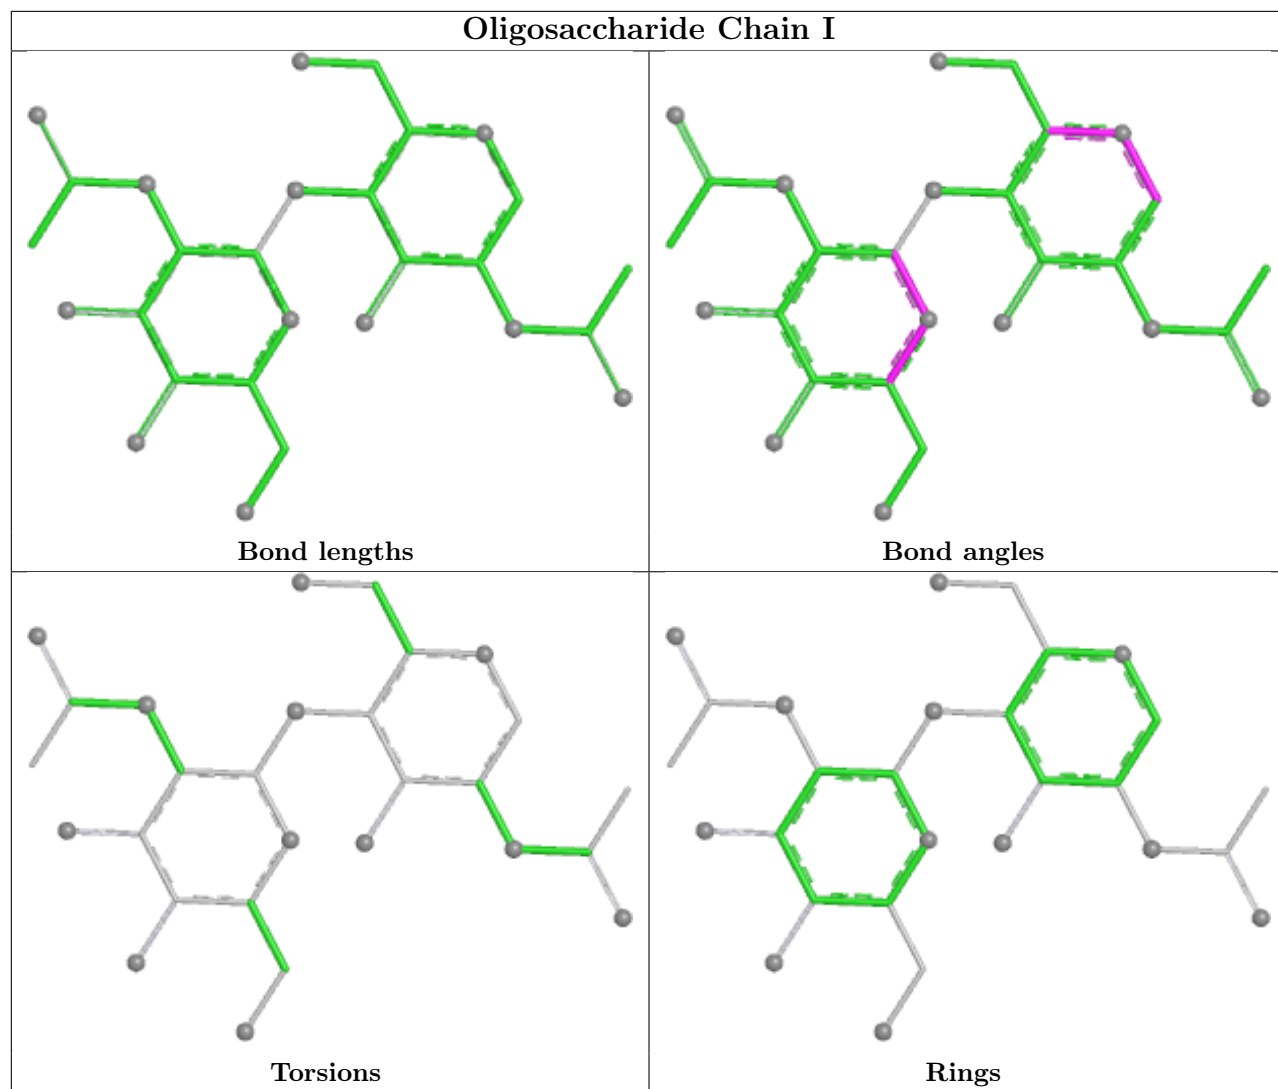 Oligosaccharide Chain I
Bond lengths
Bond angles
Torsions
Rings